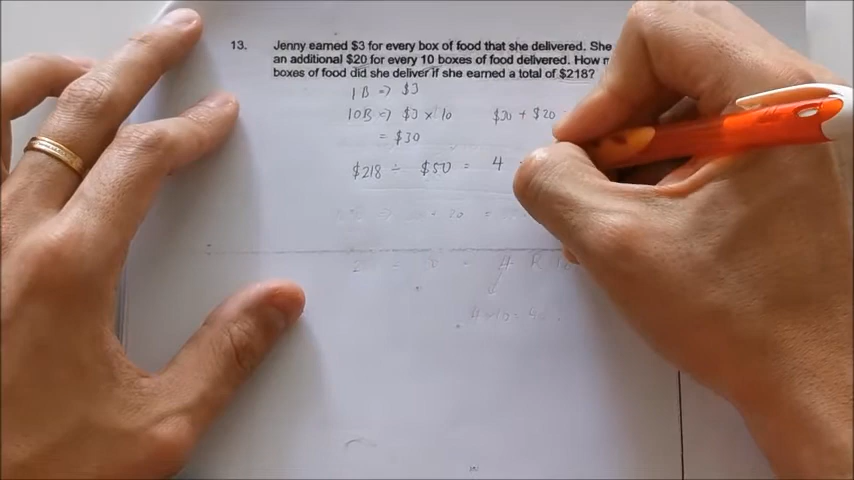 13. Jenny earned $3 for every box of food that she delivered. She
an additional $20 for every 10 boxes of food delivered. How
boxes of food did she deliver if she earned a total of $218?
1B => $3
10B => $3 × 10 $30 + $20
= $30
$218 ÷ $50 = 4
4 R